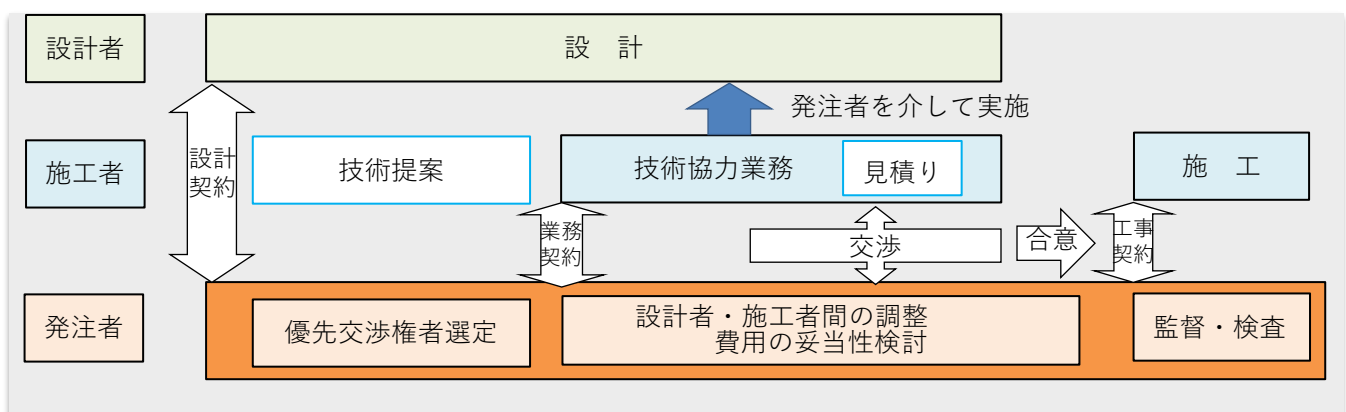 設計者
設　計
発注者を介して実施
設計
契約
施工者
技術提案
技術協力業務
見積り
施　工
業務
契約
交渉
合意
工事
契約
発注者
優先交渉権者選定
設計者・施工者間の調整
費用の妥当性検討
監督・検査